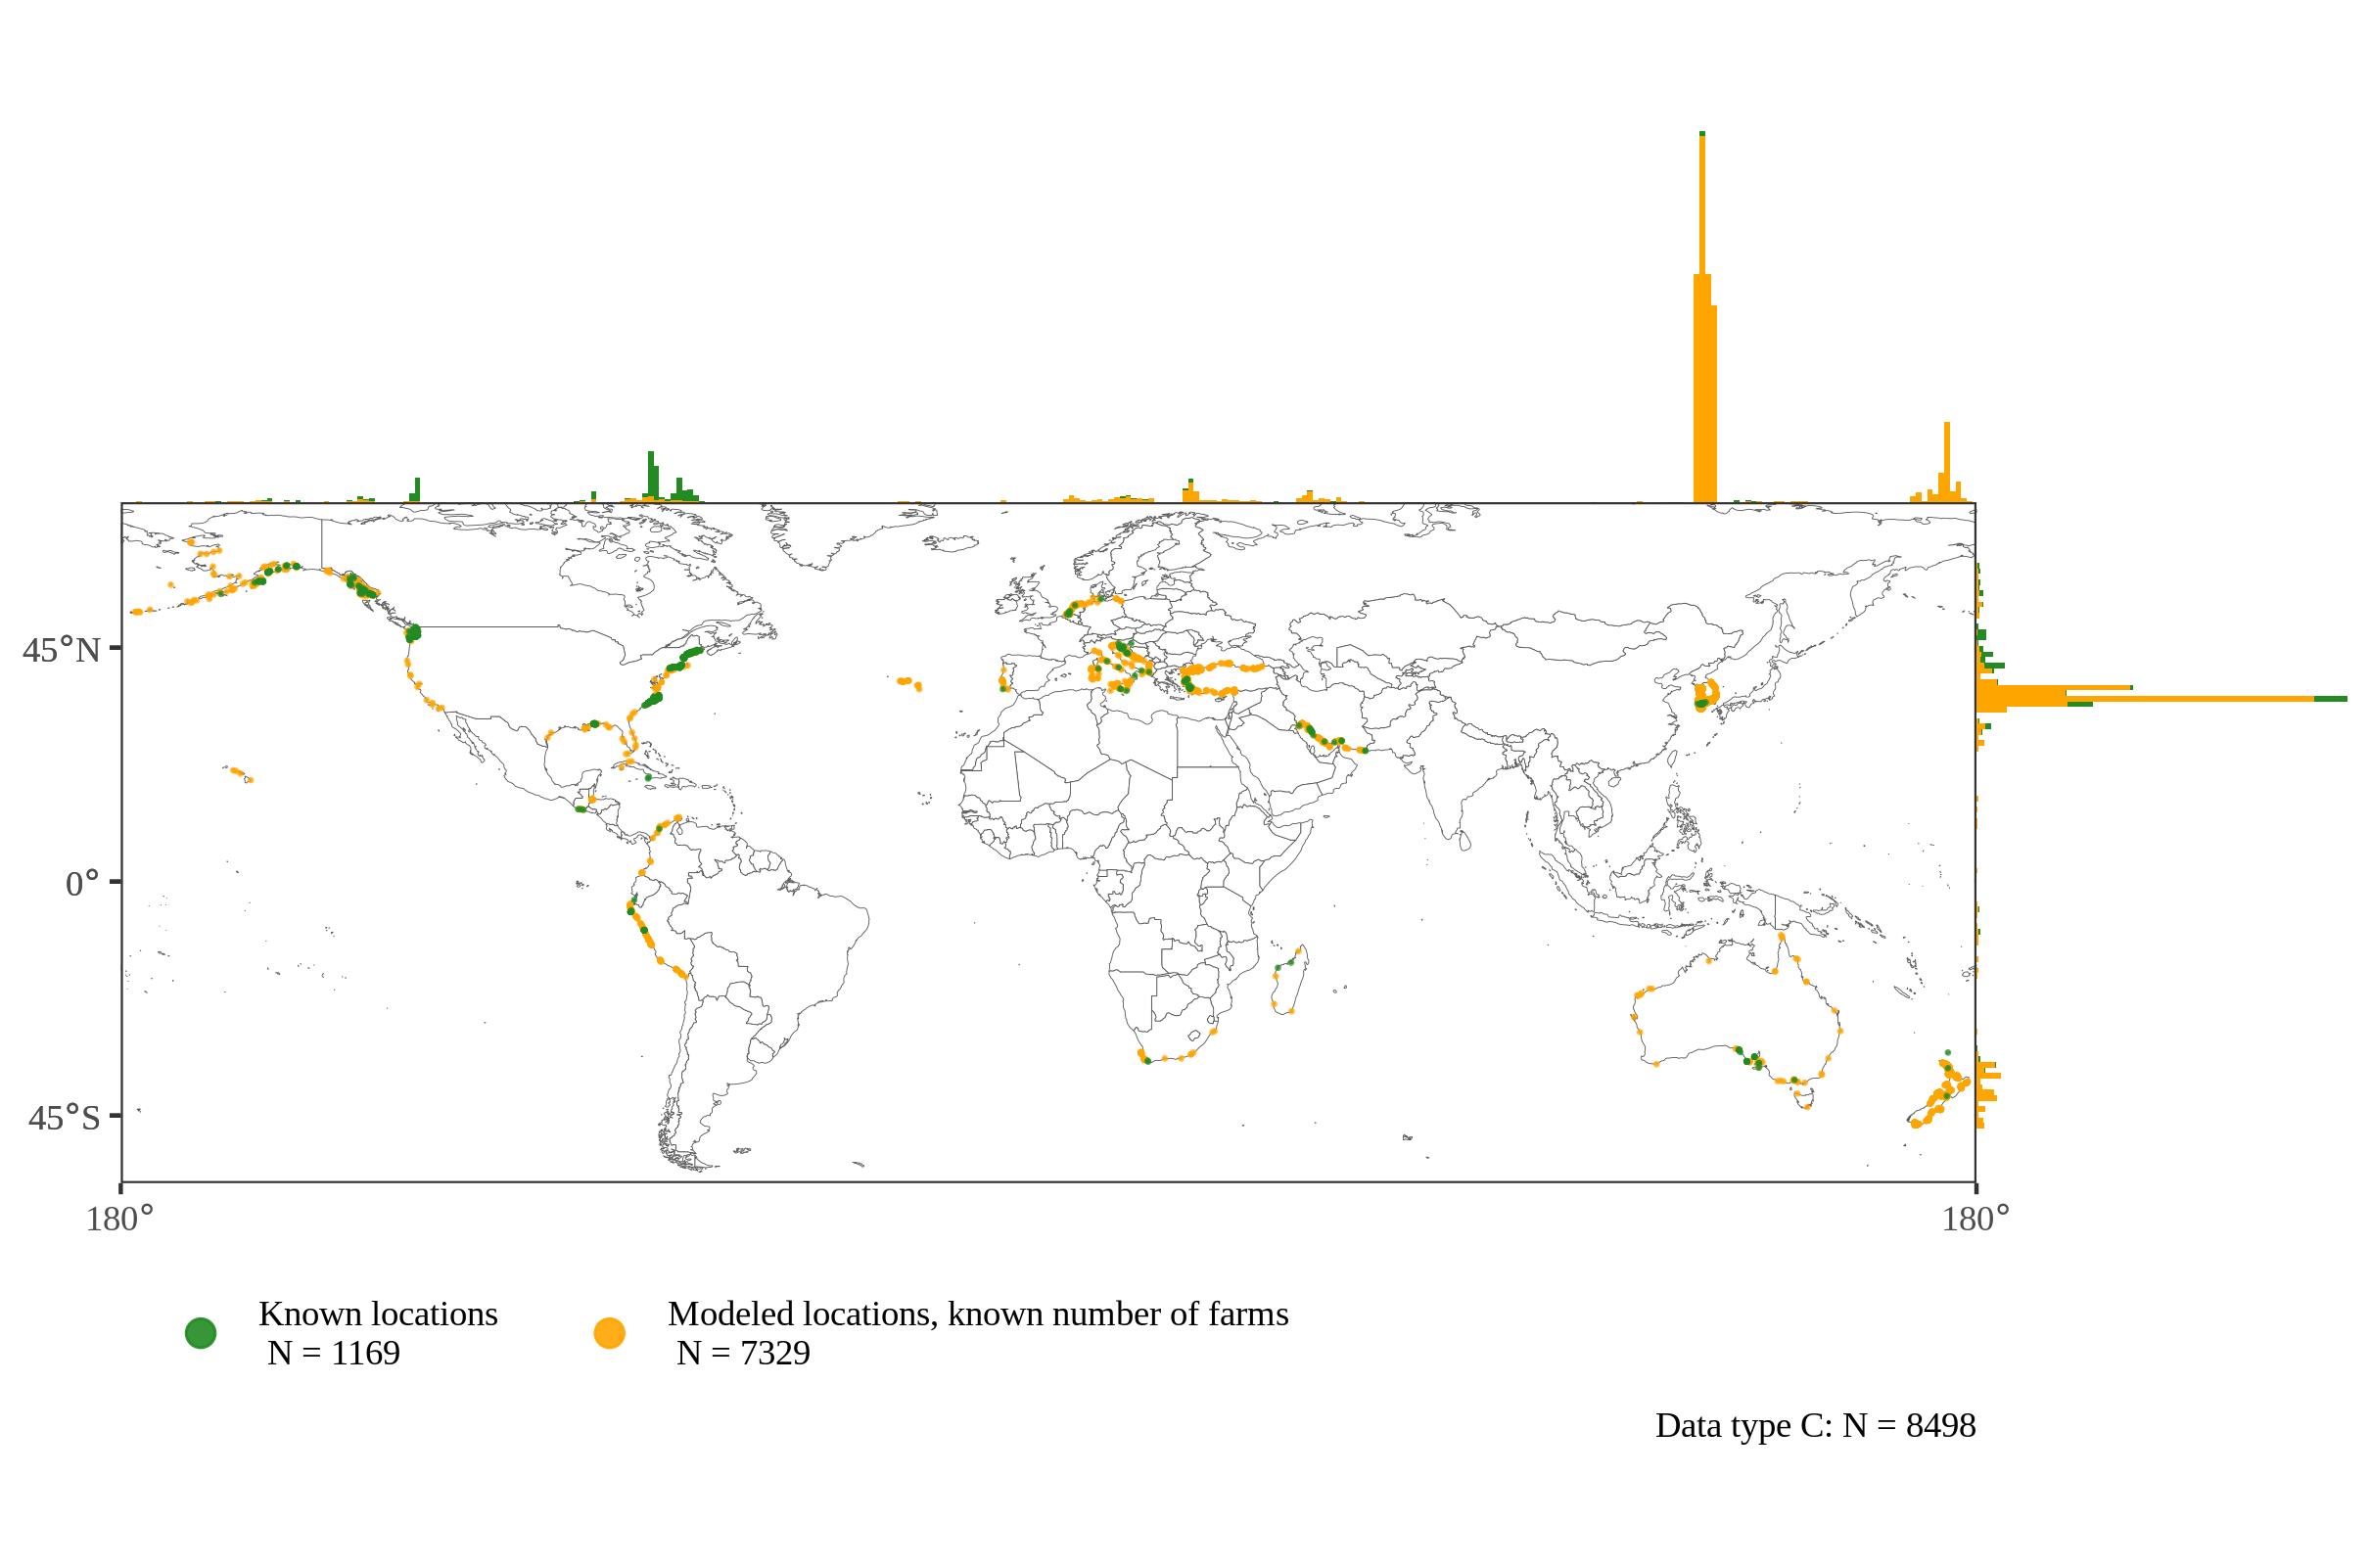 45°N
0°
45°S
180°
180°
Known locations
N = 1169
Modeled locations, known number of farms
N = 7329
Data type C: N = 8498